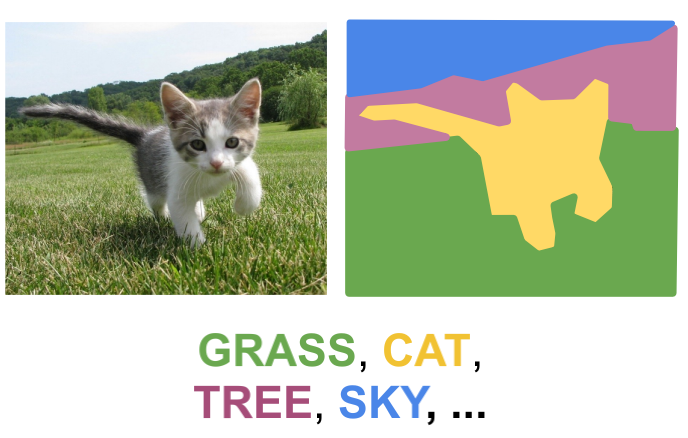 GRASS, CAT,
TREE, SKY, ...